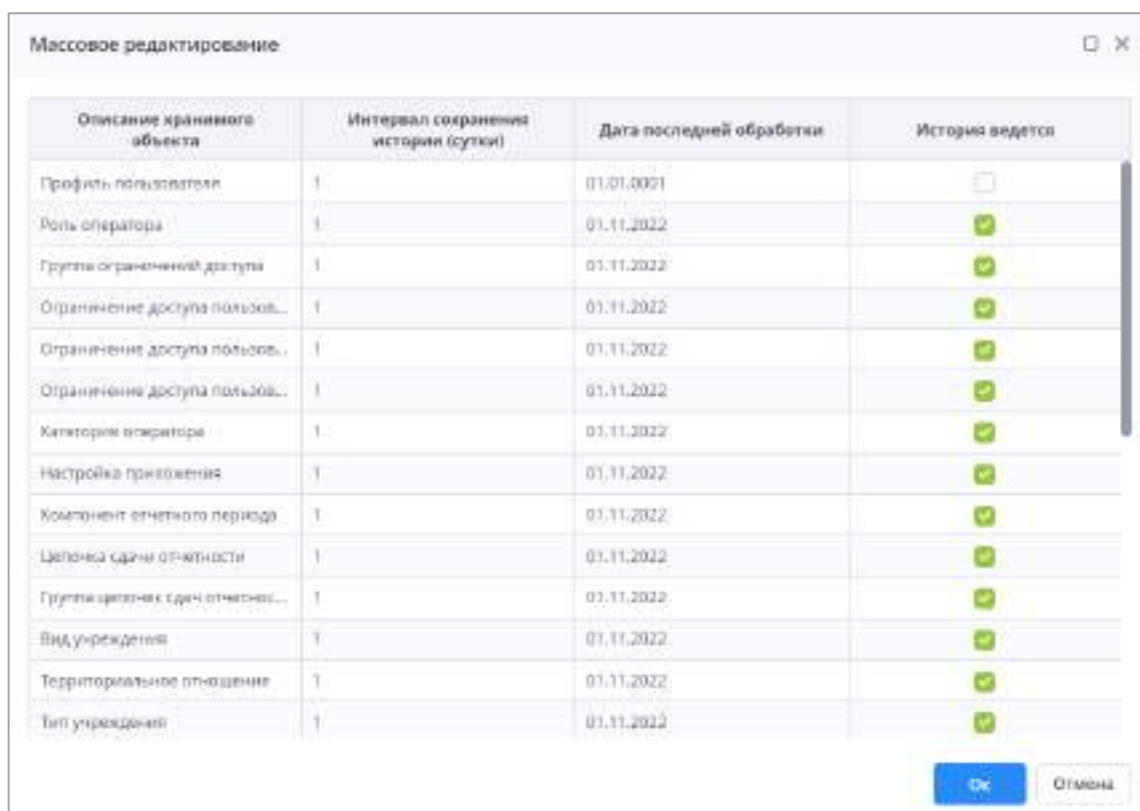 Массовое редактирование
Описание хранимого объекта Интервал сохранения истории (сутки) Дата последней обработки История ведется
Профиль пользователя 1 01.01.0001
Роль оператора 1 01.11.2022
Группа ограничений доступа 1 01.11.2022
Ограничение доступа пользов... 1 01.11.2022
Ограничение доступа пользов... 1 01.11.2022
Ограничение доступа пользов... 1 01.11.2022
Категория оператора 1 01.11.2022
Настройка приложения 1 01.11.2022
Компонент отчетного периода 1 01.11.2022
Цепочка сдачи отчетности 1 01.11.2022
Группа цепочек сдач отчетнос... 1 01.11.2022
Вид учреждения 1 01.11.2022
Территориальное отношение 1 01.11.2022
Тип учреждения 1 01.11.2022
Ок Отмена